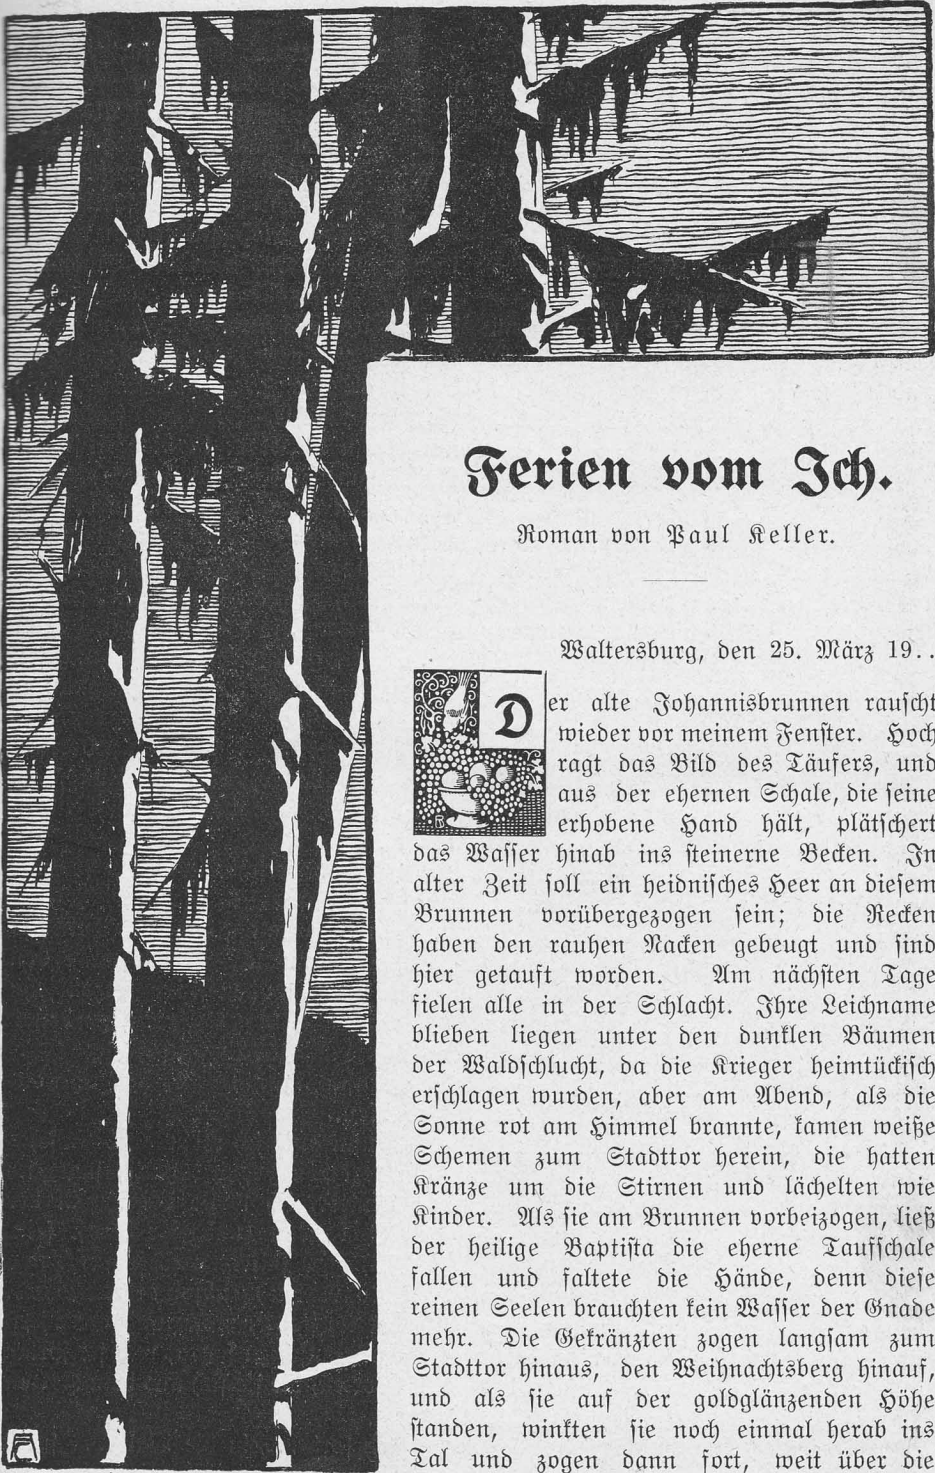 Ferien vom Ich.
Roman von Paul Keller.
Waltersburg, den 25. März 19..
Der alte Johannisbrunnen rauscht
wieder vor meinem Fenster. Hoch
ragt das Bild des Täufers, und
aus der ehernen Schale, die seine
erhobene Hand hält, plätschert
das Wasser hinab ins steinerne Becken. In
alter Zeit soll ein heidnisches Heer an diesem
Brunnen vorübergezogen sein; die Recken
haben den rauhen Nacken gebeugt und sind
hier getauft worden. Am nächsten Tage
fielen alle in der Schlacht. Ihre Leichname
blieben liegen unter den dunklen Bäumen
der Waldschlucht, da die Krieger heimtückisch
erschlagen wurden, aber am Abend, als die
Sonne rot am Himmel brannte, kamen weiße
Schemen zum Stadttor herein, die hatten
Kränze um die Stirnen und lächelten wie
Kinder. Als sie am Brunnen vorbeizogen, ließ
der heilige Baptista die eherne Taufschale
fallen und faltete die Hände, denn diese
reinen Seelen brauchten kein Wasser der Gnade
mehr. Die Gekränzten zogen langsam zum
Stadttor hinaus, den Weihnachtsberg hinauf,
und als sie auf der goldglänzenden Höhe
standen, winkten sie noch einmal herab ins
Tal und zogen dann fort, weit über die